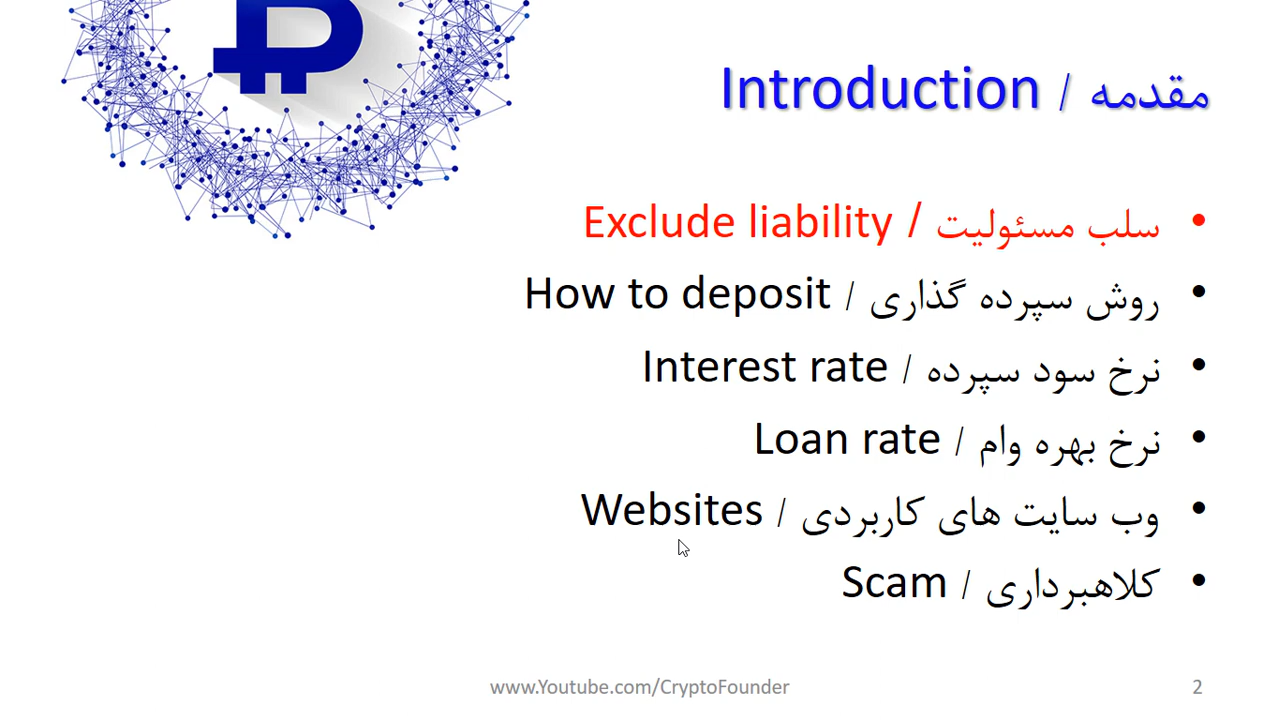 مقدمه / Introduction
• سلب مسئولیت / Exclude liability
• روش سپرده گذاری / How to deposit
• نرخ سود سپرده / Interest rate
• نرخ بهره وام / Loan rate
• وب سایت های کاربردی / Websites
• کلاهبرداری / Scam
www.Youtube.com/CryptoFounder
2